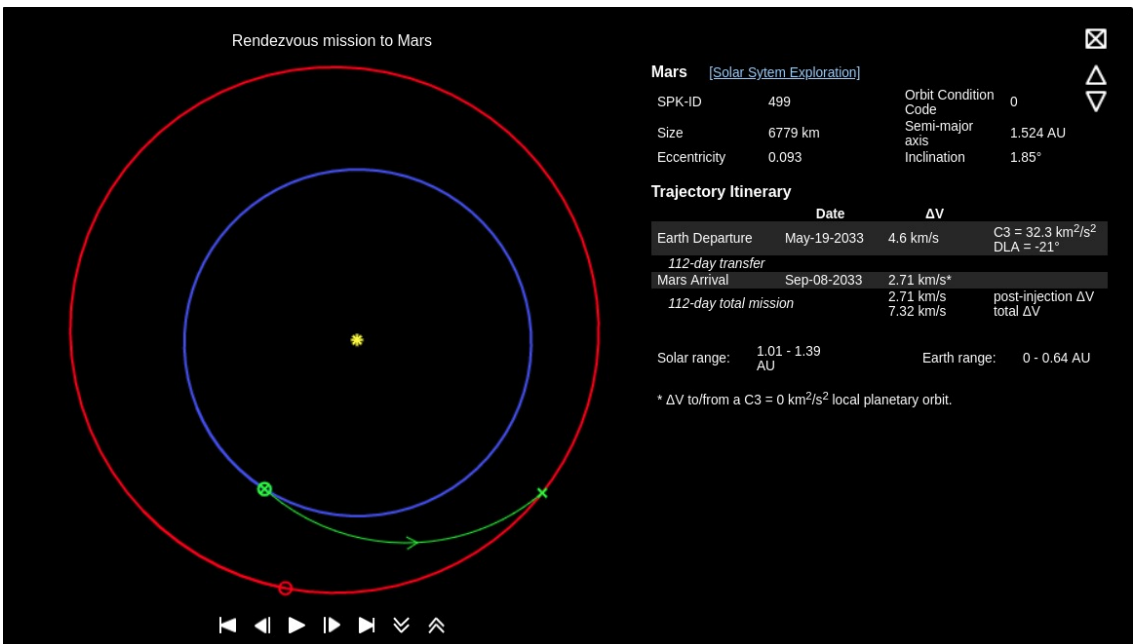 Rendezvous mission to Mars
Mars [Solar Sytem Exploration]
SPK-ID 499 Orbit Condition Code 0
Size 6779 km Semi-major axis 1.524 AU
Eccentricity 0.093 Inclination 1.85°
Trajectory Itinerary
Date ΔV
Earth Departure May-19-2033 4.6 km/s C3 = 32.3 km²/s²
DLA = -21°
112-day transfer
Mars Arrival Sep-08-2033 2.71 km/s*
112-day total mission 2.71 km/s post-injection ΔV
7.32 km/s total ΔV
Solar range: 1.01 - 1.39 AU Earth range: 0 - 0.64 AU
* ΔV to/from a C3 = 0 km²/s² local planetary orbit.